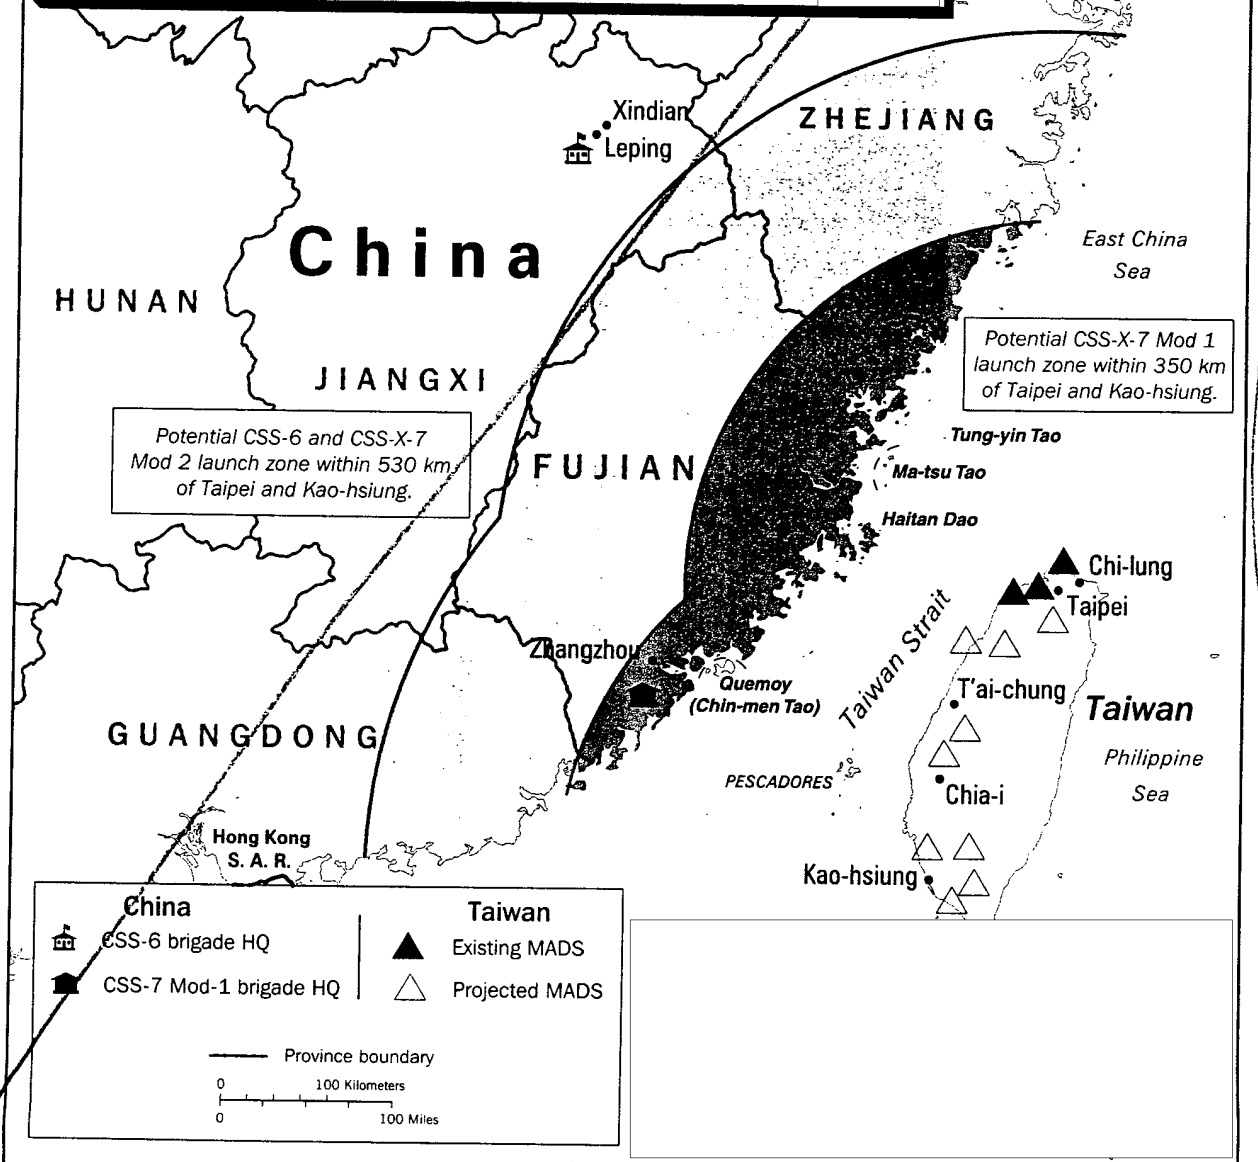 Xindian
Leping
ZHEJIANG
China
HUNAN
JIANGXI
East China
Sea
Potential CSS-X-7 Mod 1
launch zone within 350 km
of Taipei and Kao-hsiung.
Potential CSS-6 and CSS-X-7
Mod 2 launch zone within 530 km
of Taipei and Kao-hsiung.
FUJIAN
Tung-yin Tao
Ma-tsu Tao
Haitan Dao
Chi-lung
Taipei
Taiwan Strait
Zhangzhou
Quemoy
(Chin-men Tao)
T'ai-chung
Taiwan
GUANGDONG
Philippine
Sea
PESCADORES
Chia-i
Hong Kong
S. A. R.
Kao-hsiung
China
CSS-6 brigade HQ
CSS-7 Mod-1 brigade HQ
Taiwan
Existing MADS
Projected MADS
Province boundary
0 100 Kilometers
0 100 Miles